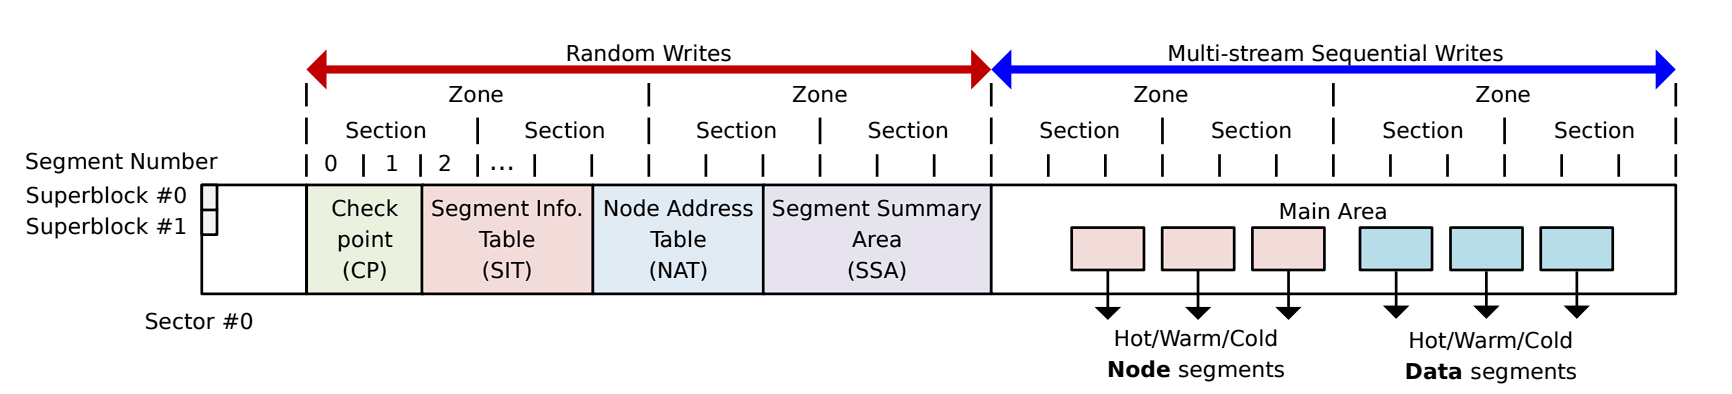 Random Writes
Multi-stream Sequential Writes
Zone
Zone
Zone
Zone
Section
Section
Section
Section
Section
Section
Section
Section
Segment Number
0
1
2
...
Superblock #0
Superblock #1
Check
point
(CP)
Segment Info.
Table
(SIT)
Node Address
Table
(NAT)
Segment Summary
Area
(SSA)
Main Area
Sector #0
Hot/Warm/Cold
Node segments
Hot/Warm/Cold
Data segments